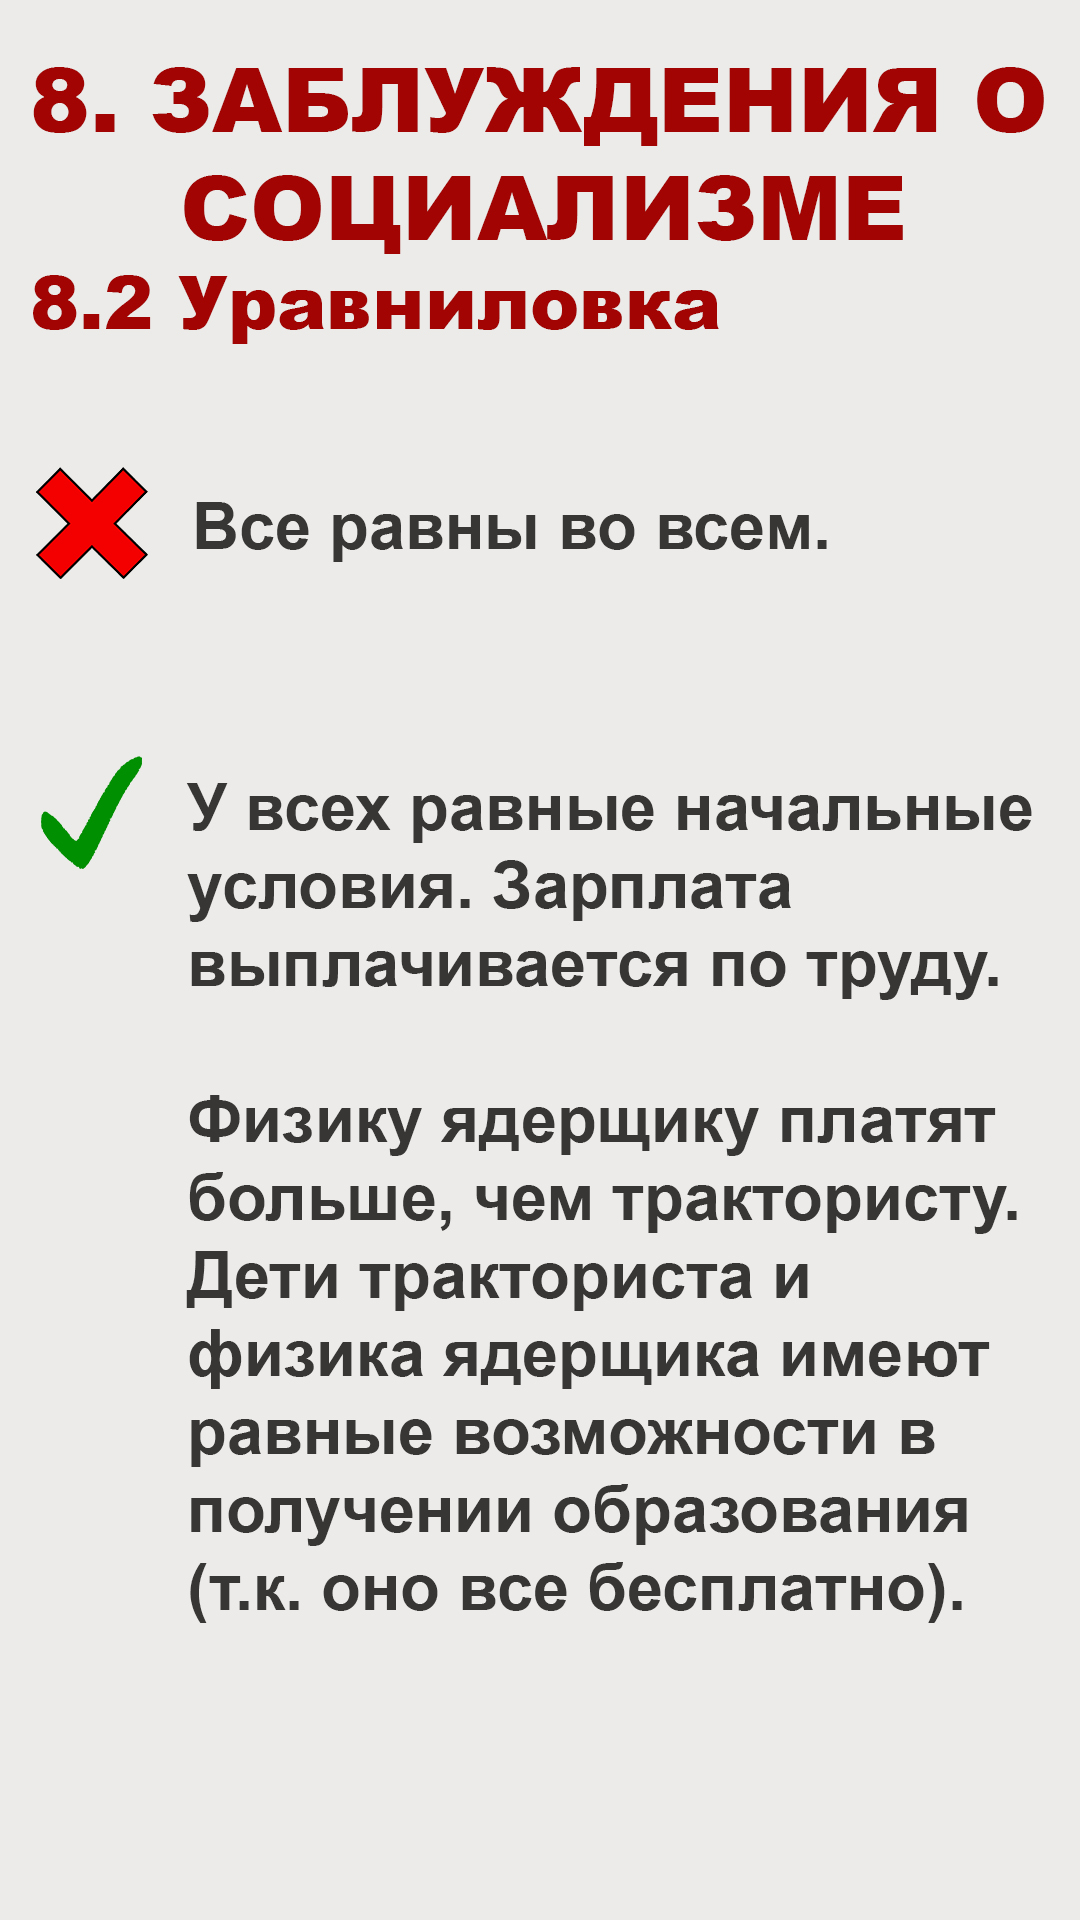 8. ЗАБЛУЖДЕНИЯ О
СОЦИАЛИЗМЕ
8.2 Уравниловка
Все равны во всем.
У всех равные начальные
условия. Зарплата
выплачивается по труду.
Физику ядерщику платят
больше, чем трактористу.
Дети тракториста и
физика ядерщика имеют
равные возможности в
получении образования
(т.к. оно все бесплатно).